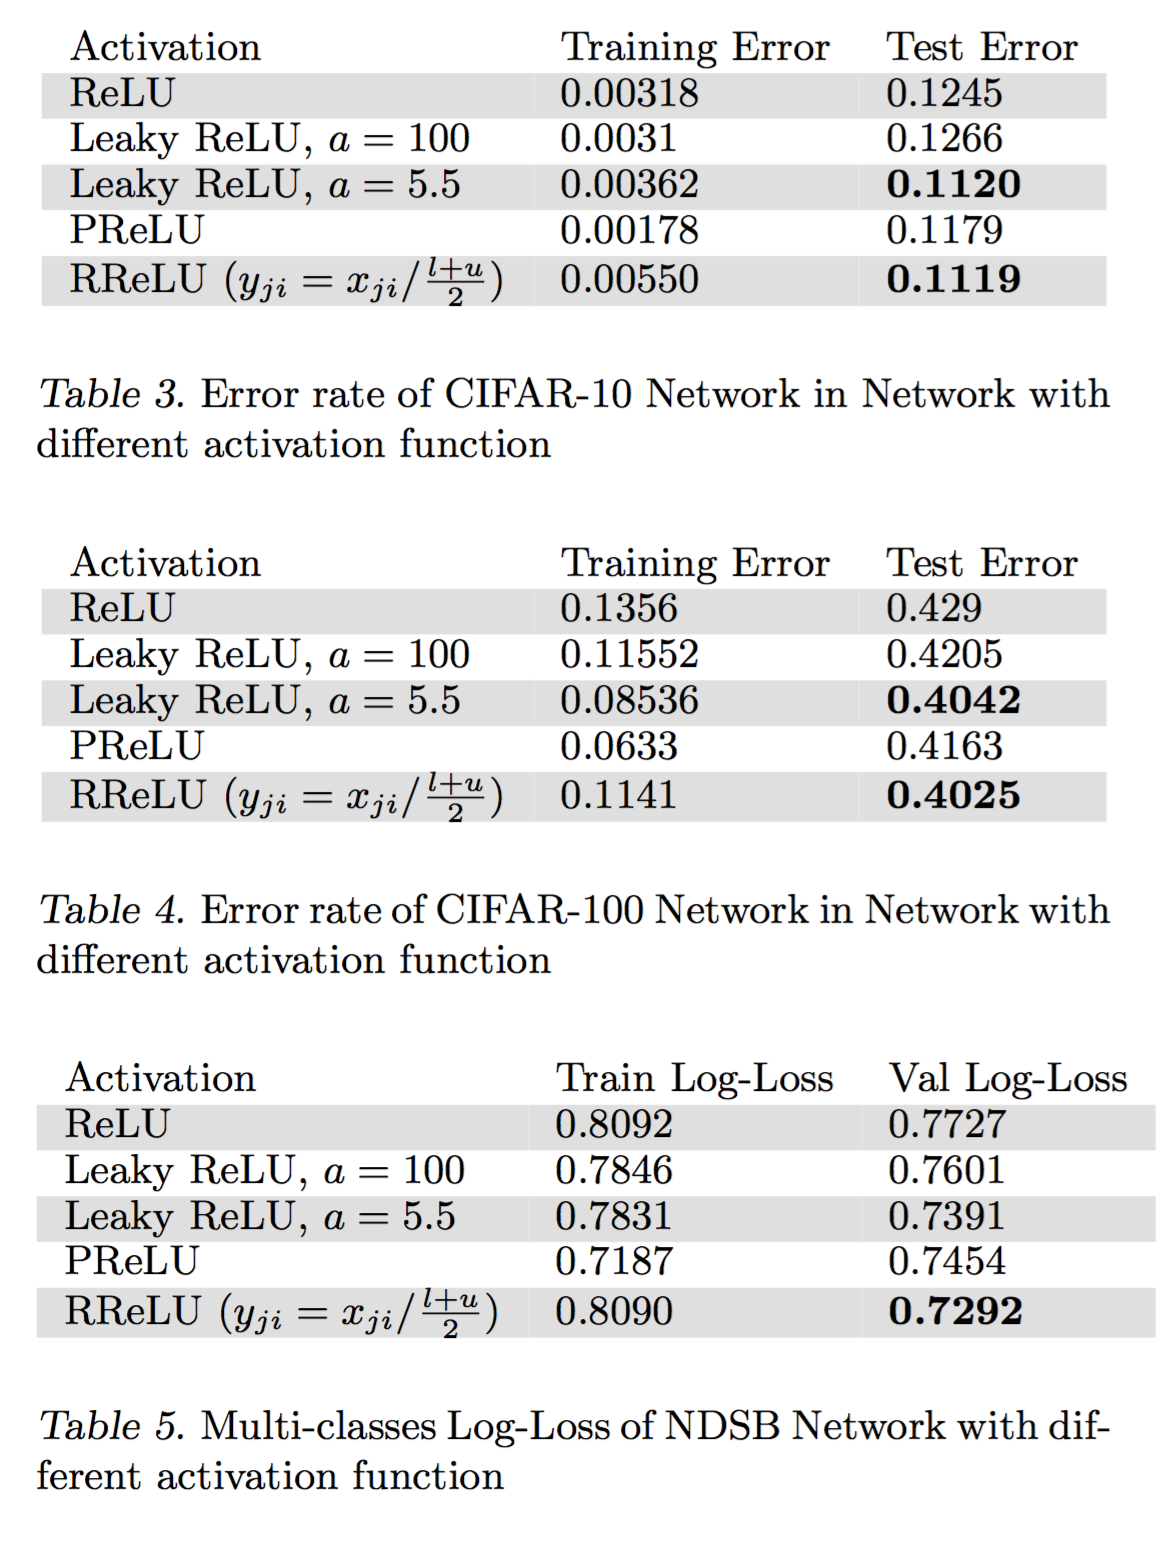 Activation Training Error Test Error
ReLU 0.00318 0.1245
Leaky ReLU, a = 100 0.0031 0.1266
Leaky ReLU, a = 5.5 0.00362 0.1120
PReLU 0.00178 0.1179
RReLU (y_{ji} = x_{ji}/\frac{l+u}{2}) 0.00550 0.1119
Table 3. Error rate of CIFAR-10 Network in Network with
different activation function
Activation Training Error Test Error
ReLU 0.1356 0.429
Leaky ReLU, a = 100 0.11552 0.4205
Leaky ReLU, a = 5.5 0.08536 0.4042
PReLU 0.0633 0.4163
RReLU (y_{ji} = x_{ji}/\frac{l+u}{2}) 0.1141 0.4025
Table 4. Error rate of CIFAR-100 Network in Network with
different activation function
Activation Train Log-Loss Val Log-Loss
ReLU 0.8092 0.7727
Leaky ReLU, a = 100 0.7846 0.7601
Leaky ReLU, a = 5.5 0.7831 0.7391
PReLU 0.7187 0.7454
RReLU (y_{ji} = x_{ji}/\frac{l+u}{2}) 0.8090 0.7292
Table 5. Multi-classes Log-Loss of NDSB Network with dif-
ferent activation function